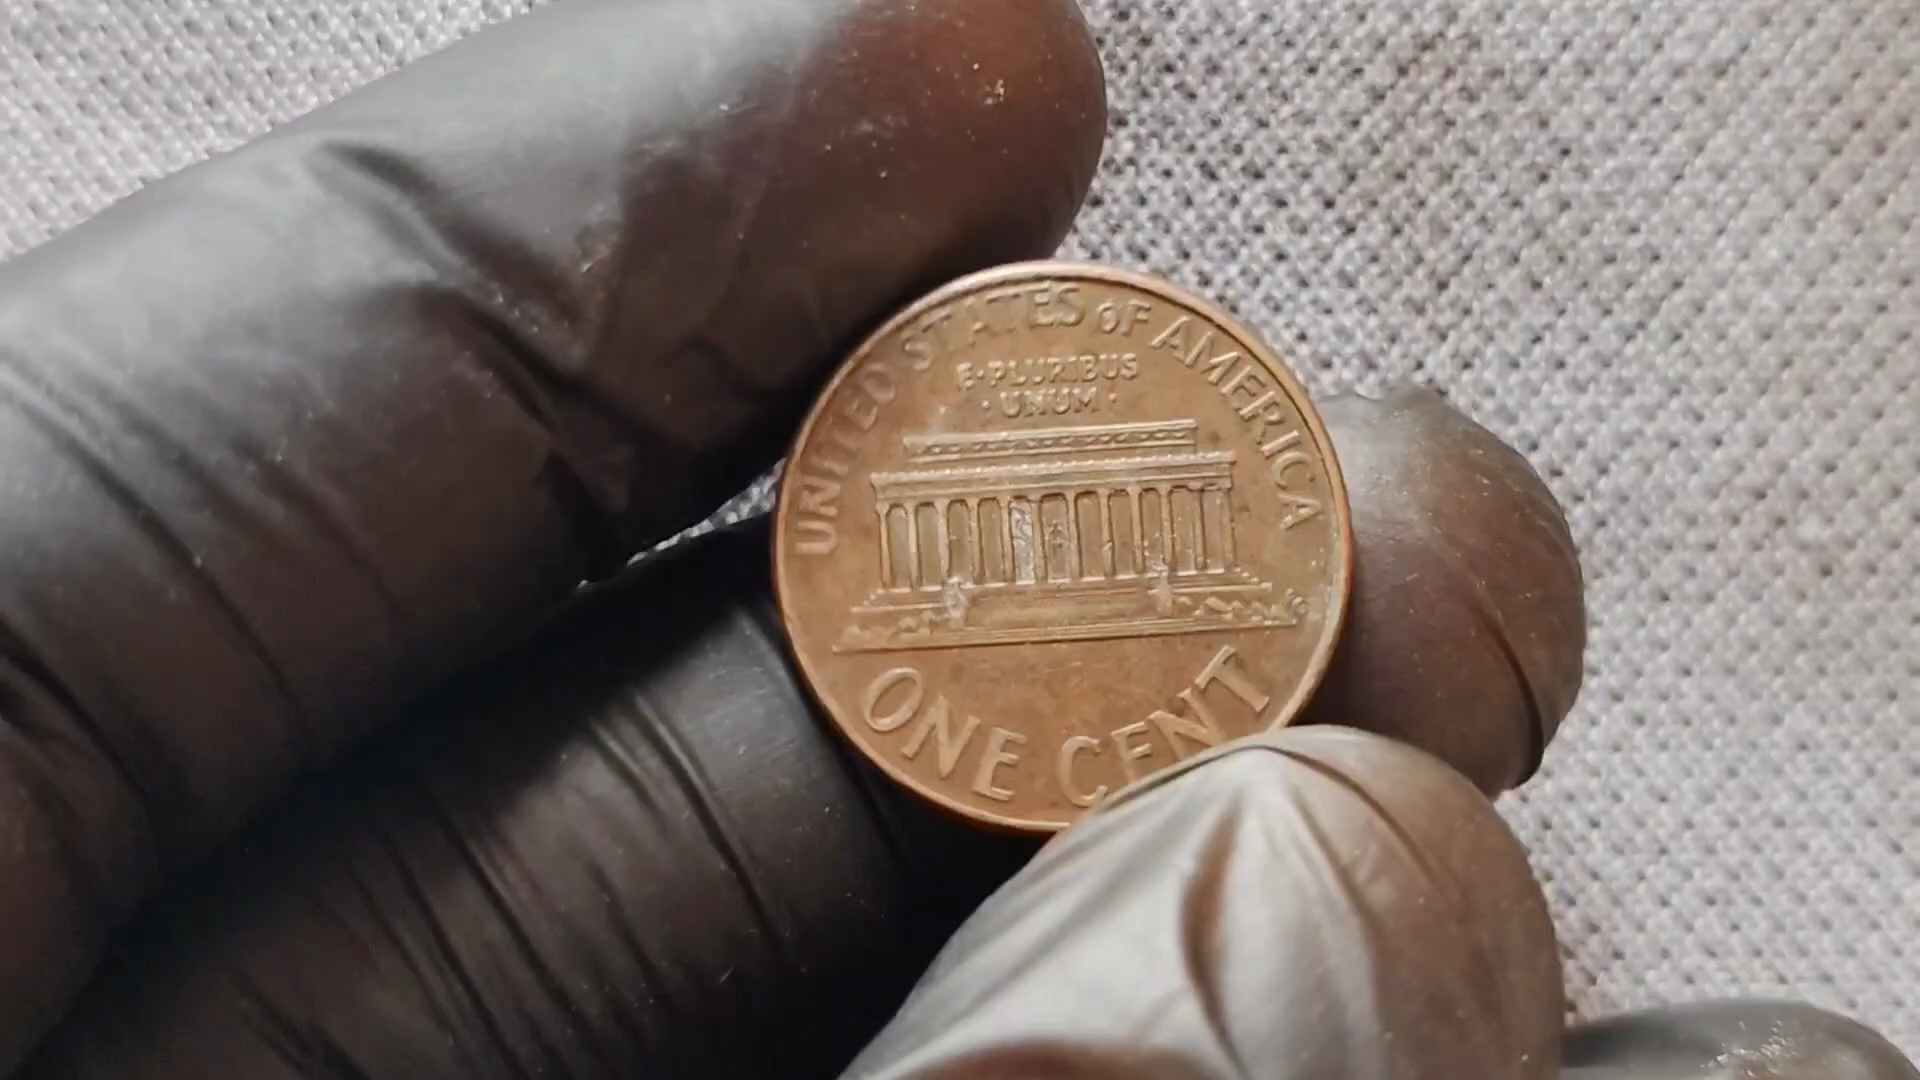 UNITED STATES OF AMERICA
E·PLURIBUS
·UNUM·
ONE CENT